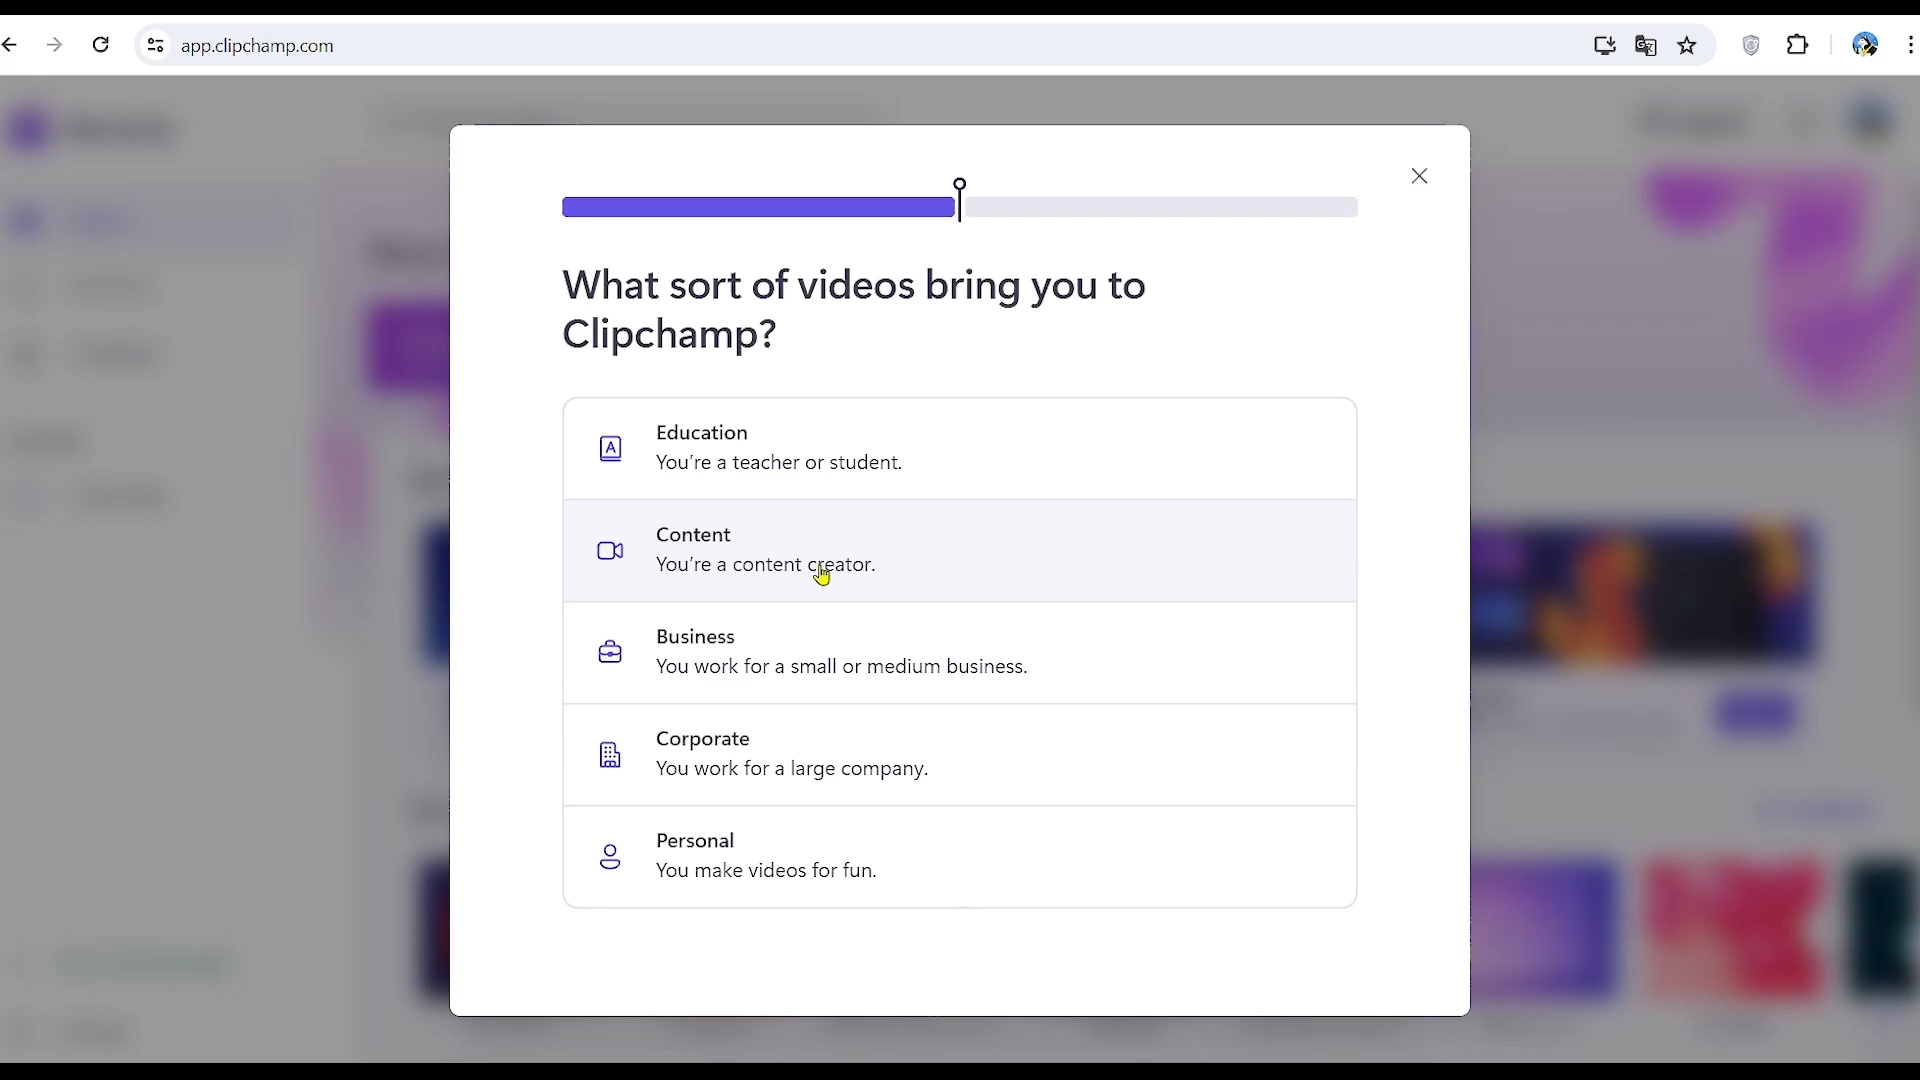 app.clipchamp.com
What sort of videos bring you to
Clipchamp?
Education
You're a teacher or student.
Content
You're a content creator.
Business
You work for a small or medium business.
Corporate
You work for a large company.
Personal
You make videos for fun.